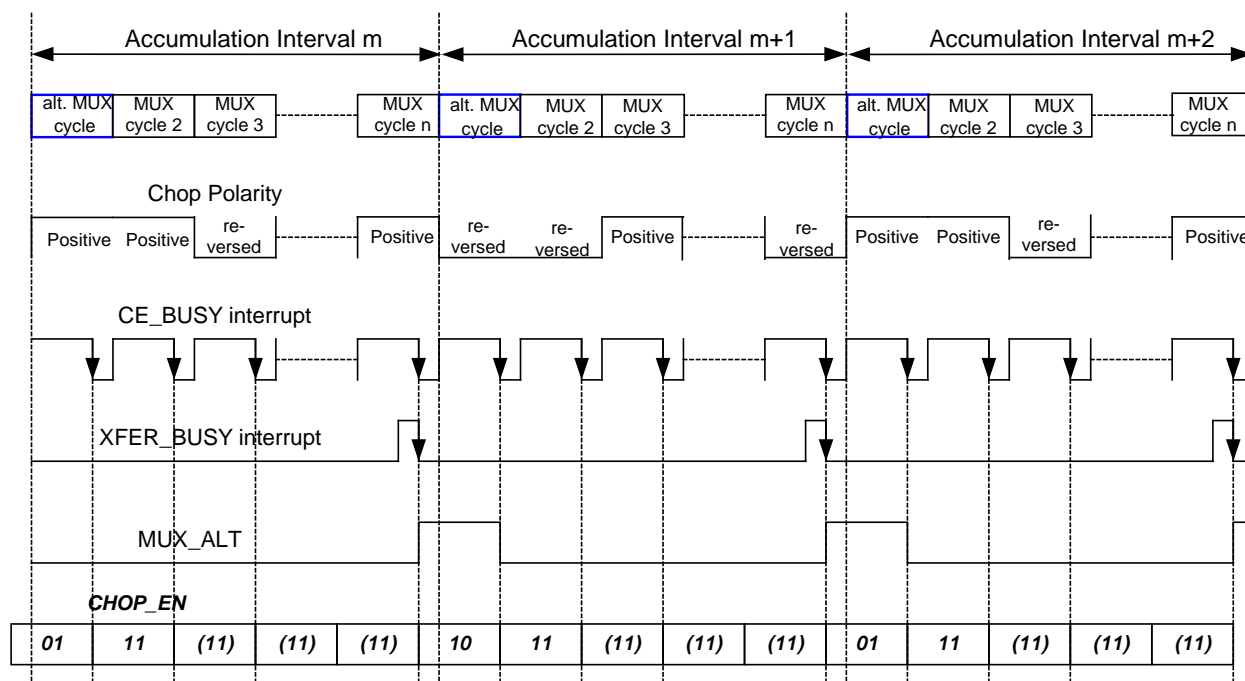 Accumulation Interval m Accumulation Interval m+1 Accumulation Interval m+2
alt. MUX MUX MUX MUX alt. MUX MUX MUX MUX alt. MUX MUX MUX MUX
cycle cycle 2 cycle 3 cycle n cycle cycle 2 cycle 3 cycle n cycle cycle 2 cycle 3 cycle n
Chop Polarity
Positive Positive re-versed Positive re-versed re-versed Positive re-versed Positive Positive re-versed Positive
CE_BUSY interrupt
XFER_BUSY interrupt
MUX_ALT
CHOP_EN
01 11 (11) (11) (11) 10 11 (11) (11) (11) 01 11 (11) (11) (11)